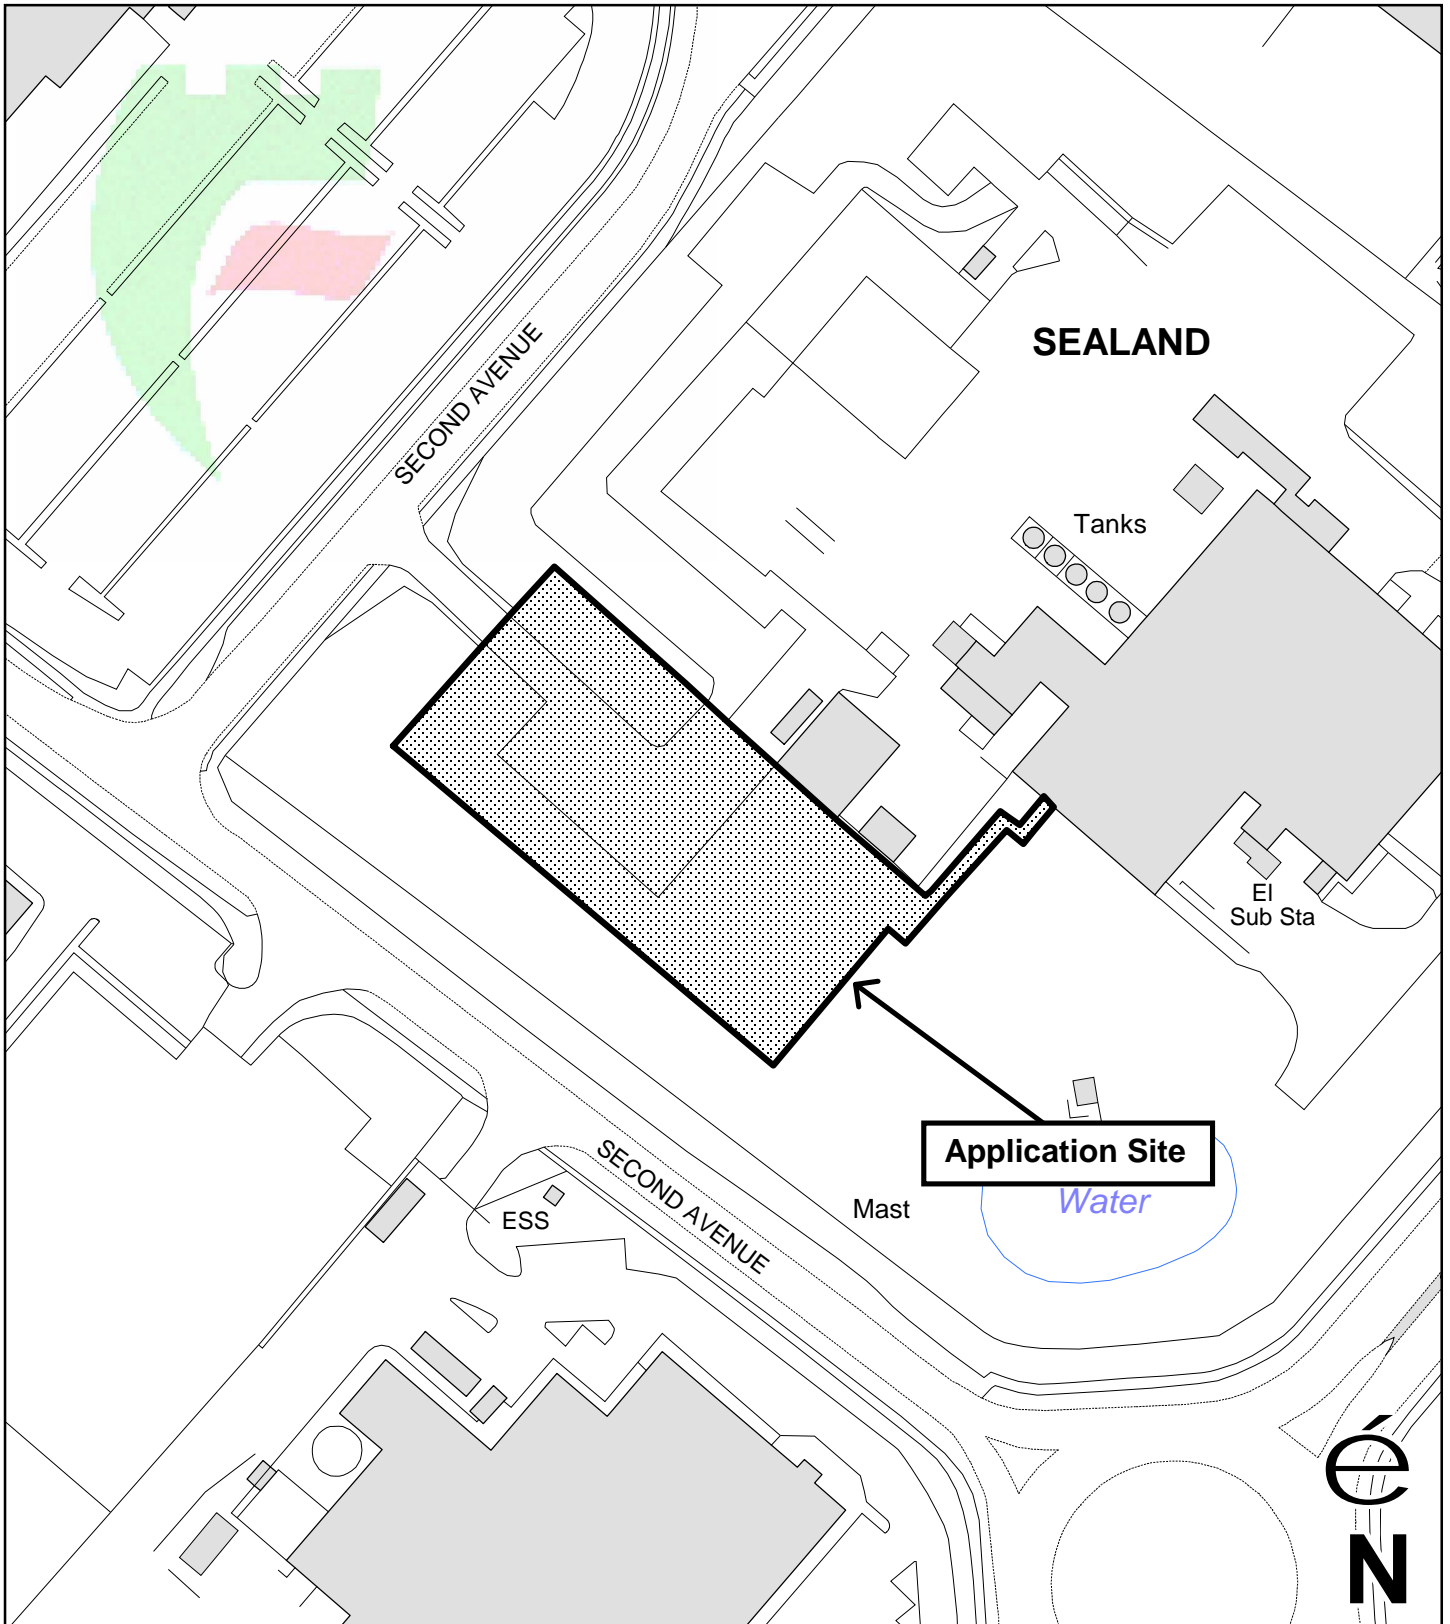 SECOND AVENUE
SEALAND
Tanks
El
Sub Sta
Application Site
Water
Mast
SECOND AVENUE
ESS
é
N